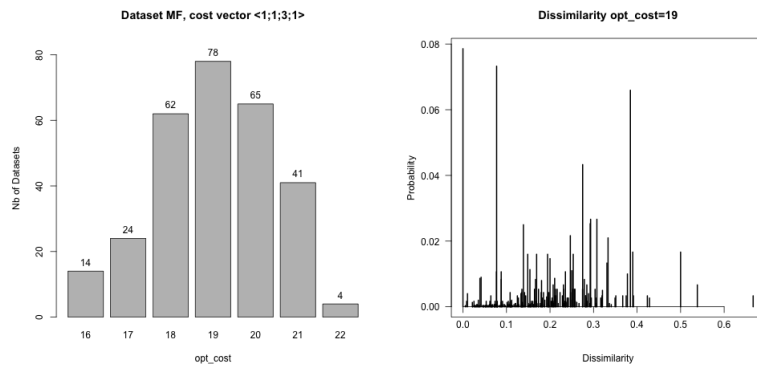 Dataset MF, cost vector <1;1;3;1>
Nb of Datasets
80
60
40
20
0
14
24
62
78
65
41
4
16 17 18 19 20 21 22
opt_cost
Dissimilarity opt_cost=19
Probability
0.08
0.06
0.04
0.02
0.00
0.0 0.1 0.2 0.3 0.4 0.5 0.6
Dissimilarity